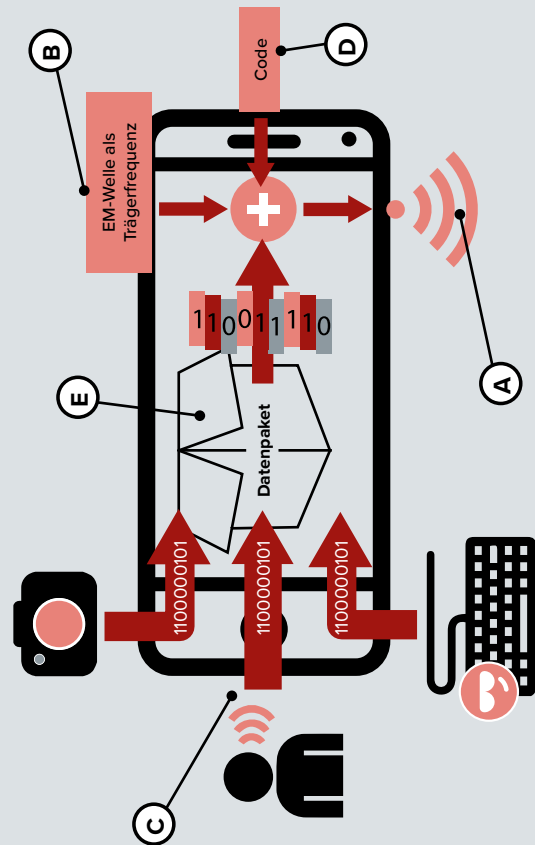 B
D
EM-Welle als
Trägerfrequenz
Code
110011110
E
A
Datenpaket
1100000101
1100000101
1100000101
C